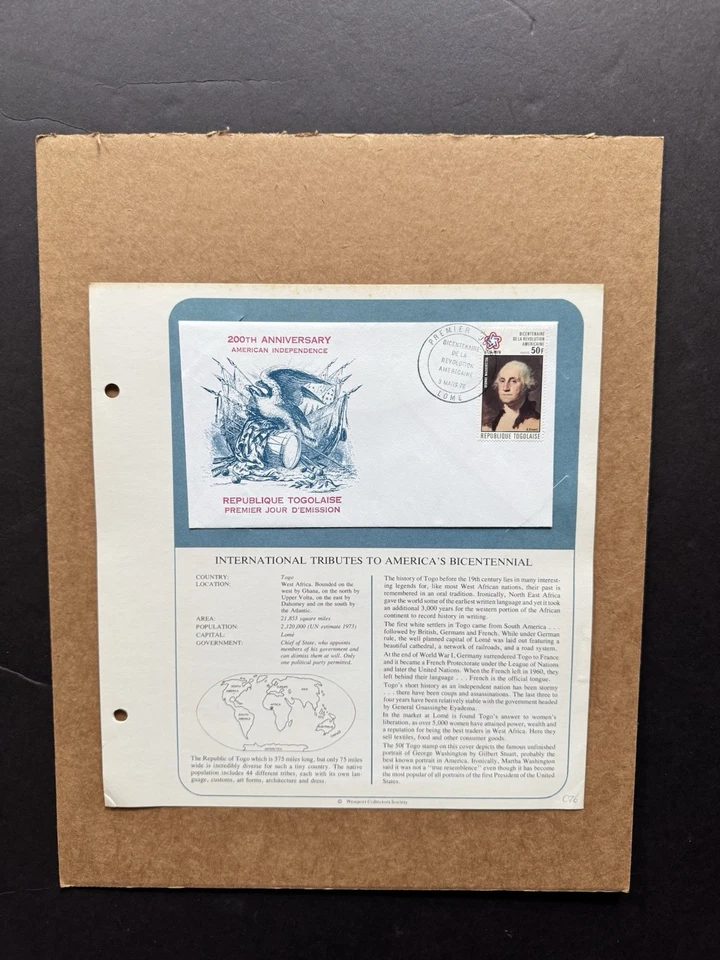 200TH ANNIVERSARY
AMERICAN INDEPENDENCE
REPUBLIQUE TOGOLAISE
PREMIER JOUR D'EMISSION
PREMIER
BICENTENAIRE
DE LA
REVOLUTION
AMERICAINE
3 MARS 76
LOME
BICENTENAIRE
DE LA REVOLUTION
AMERICAINE
50F
REPUBLIQUE TOGOLAISE
INTERNATIONAL TRIBUTES TO AMERICA'S BICENTENNIAL
COUNTRY: Togo
LOCATION: West Africa. Bounded on the
west by Ghana, on the north by
Upper Volta, on the east by
Dahomey and on the south by
the Atlantic.
AREA: 21,853 square miles
POPULATION: 2,120,000 (UN estimate 1973)
CAPITAL: Lomé
GOVERNMENT: Chief of State, who appoints
members of his government and
can dismiss them at will. Only
one political party permitted.
NORTH AMERICA
SOUTH AMERICA
AFRICA
ASIA
The Republic of Togo which is 375 miles long, but only 75 miles
wide is incredibly diverse for such a tiny country. The native
population includes 44 different tribes, each with its own lan-
guage, customs, art forms, architecture and dress.
The history of Togo before the 19th century lies in many interest-
ing legends for, like most West African nations, their past is
remembered in an oral tradition. Ironically, North East Africa
gave the world some of the earliest written language and yet it took
an additional 3,000 years for the western portion of the African
continent to record history in writing.
The first white settlers in Togo came from South America . . .
followed by British, Germans and French. While under German
rule, the well planned capital of Lomé was laid out featuring a
beautiful cathedral, a network of railroads, and a road system.
At the end of World War I, Germany surrendered Togo to France
and it became a French Protectorate under the League of Nations
and later the United Nations. When the French left in 1960, they
left behind their language . . . French is the official tongue.
Togo's short history as an independent nation has been stormy
. . . there have been coups and assassinations. The last three to
four years have been relatively stable with the government headed
by General Gnassingbe Eyadema.
In the market at Lomé is found Togo's answer to women's
liberation, as over 5,000 women have attained power, wealth and
a reputation for being the best traders in West Africa. Here they
sell textiles, food and other consumer goods.
The 50f Togo stamp on this cover depicts the famous unfinished
portrait of George Washington by Gilbert Stuart, probably the
best known portrait in America. Ironically, Martha Washington
said it was not a "true resemblance" even though it has become
the most popular of all portraits of the first President of the United
States.
© Westport Collectors Society
C76